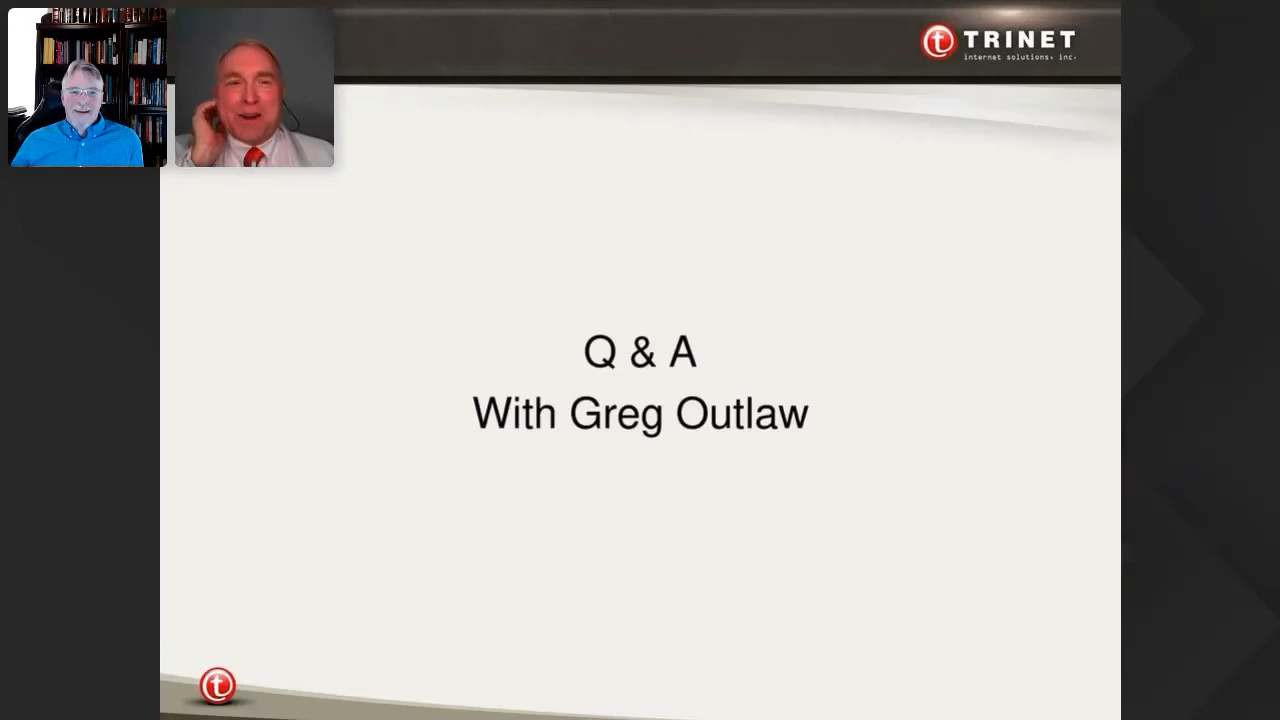 TRINET
internet solutions, inc.
Q & A
With Greg Outlaw